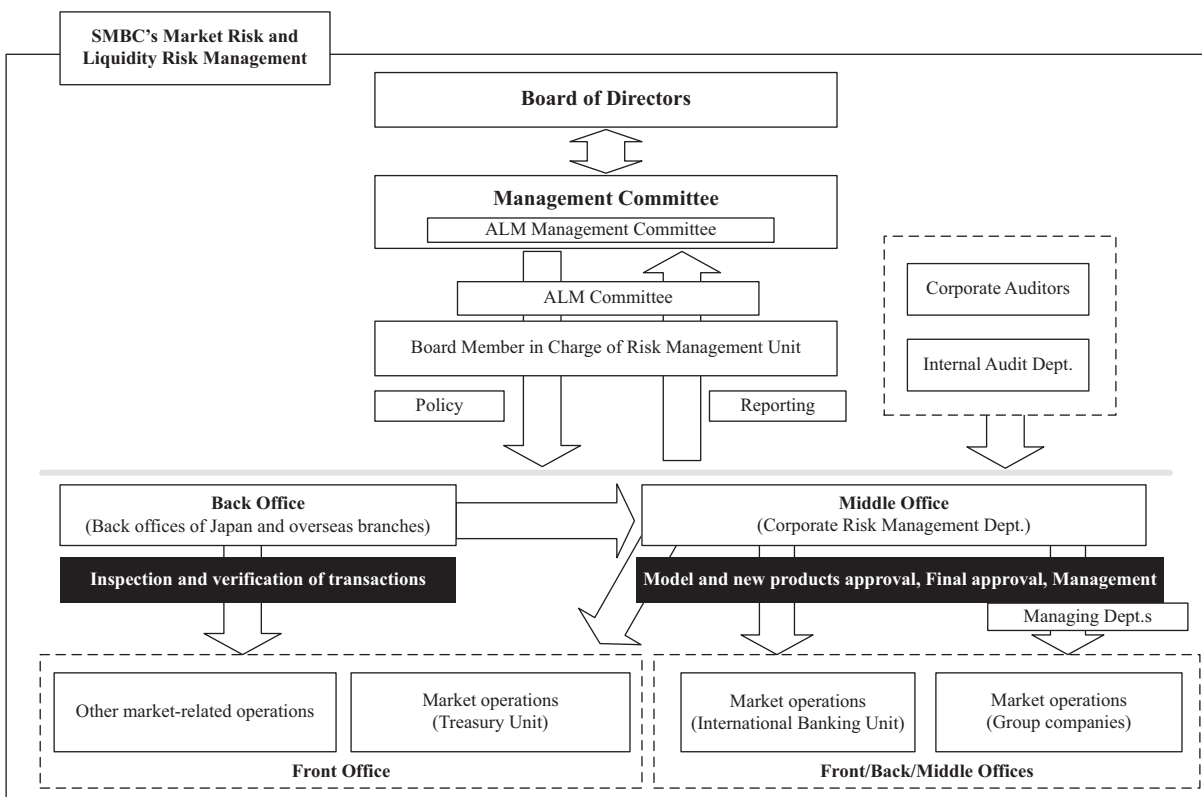 SMBC's Market Risk and
Liquidity Risk Management
Board of Directors
Management Committee
ALM Management Committee
ALM Committee
Board Member in Charge of Risk Management Unit
Policy
Reporting
Corporate Auditors
Internal Audit Dept.
Back Office
(Back offices of Japan and overseas branches)
Middle Office
(Corporate Risk Management Dept.)
Inspection and verification of transactions
Model and new products approval, Final approval, Management
Managing Dept.s
Other market-related operations
Market operations
(Treasury Unit)
Front Office
Market operations
(International Banking Unit)
Market operations
(Group companies)
Front/Back/Middle Offices